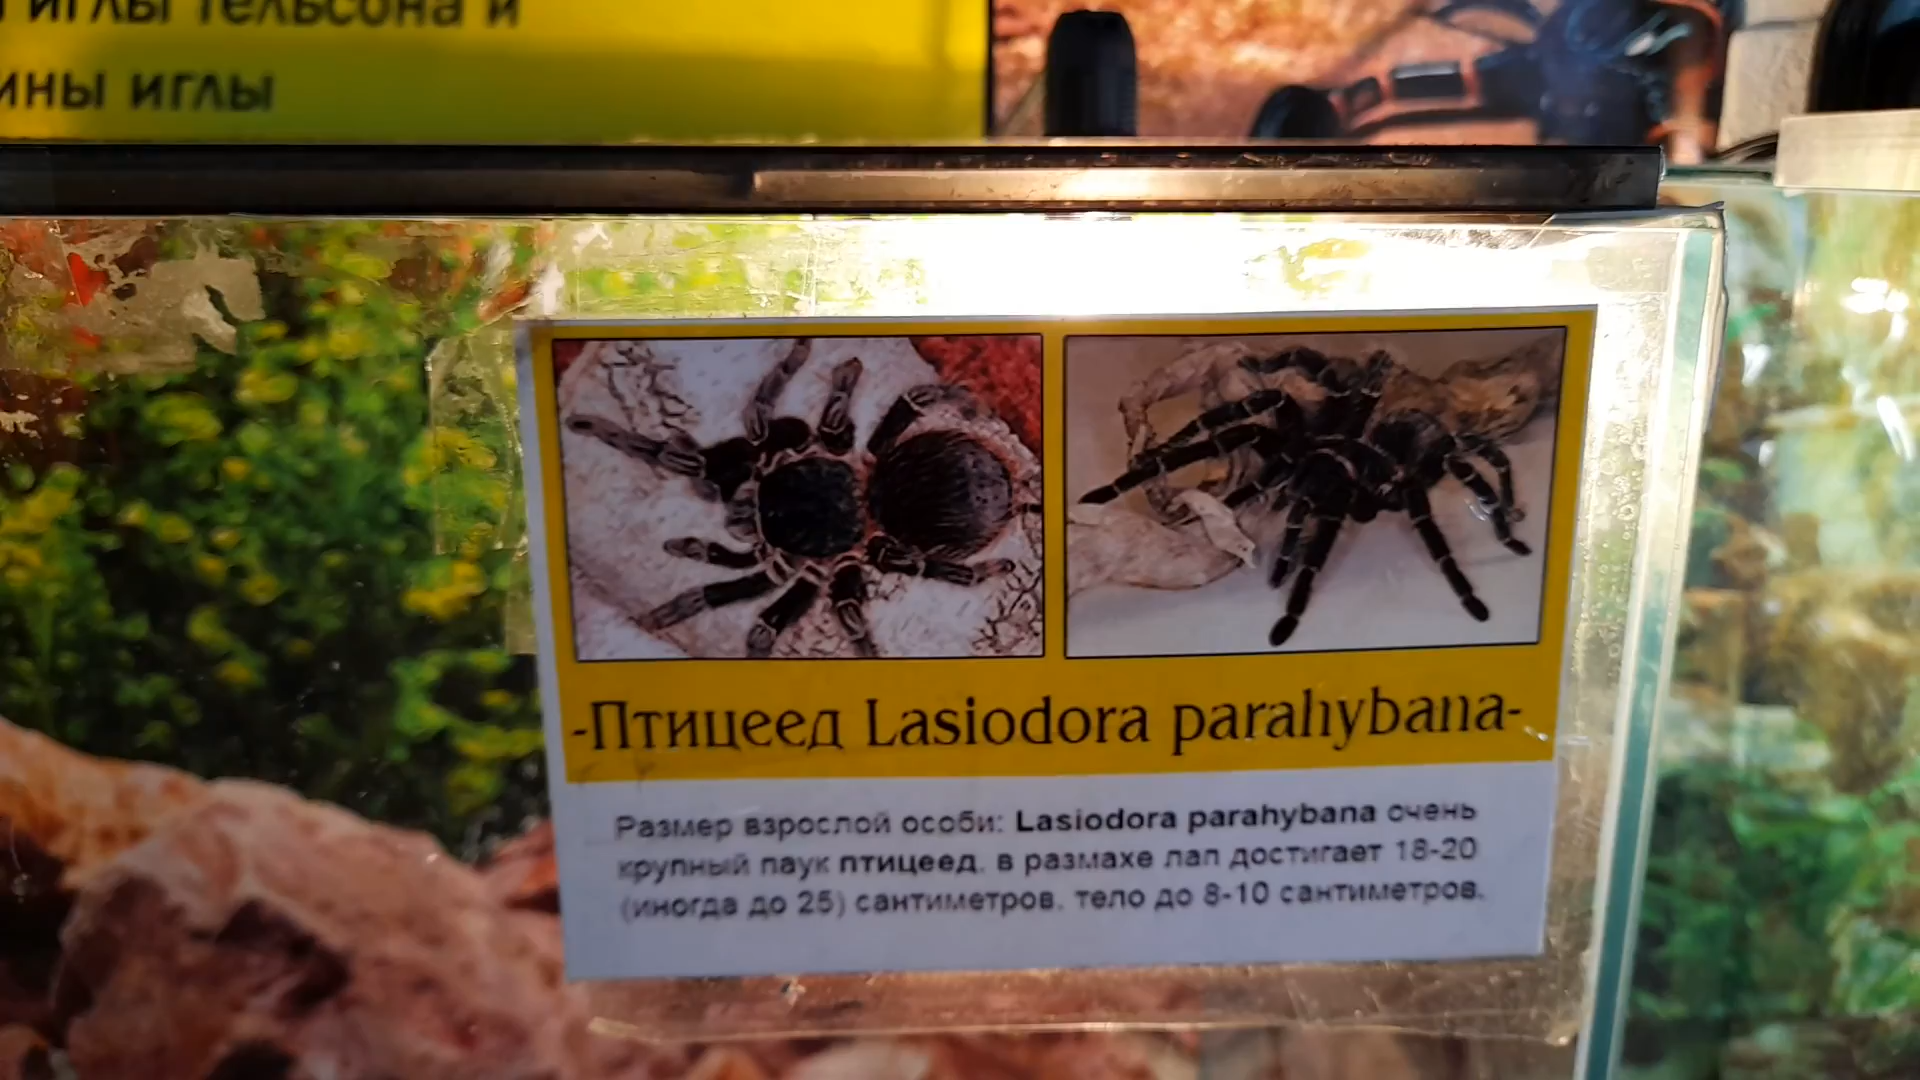 иглы тельсона и
ины иглы
-Птицеед Lasiodora parahybana-
Размер взрослой особи: Lasiodora parahybana очень
крупный паук птицеед, в размахе лап достигает 18-20
(иногда до 25) сантиметров, тело до 8-10 сантиметров.